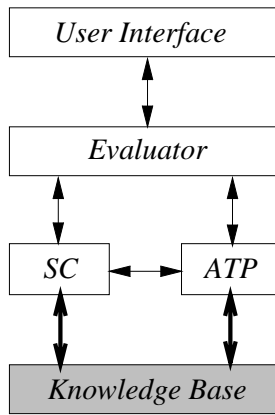 User Interface
Evaluator
SC
ATP
Knowledge Base